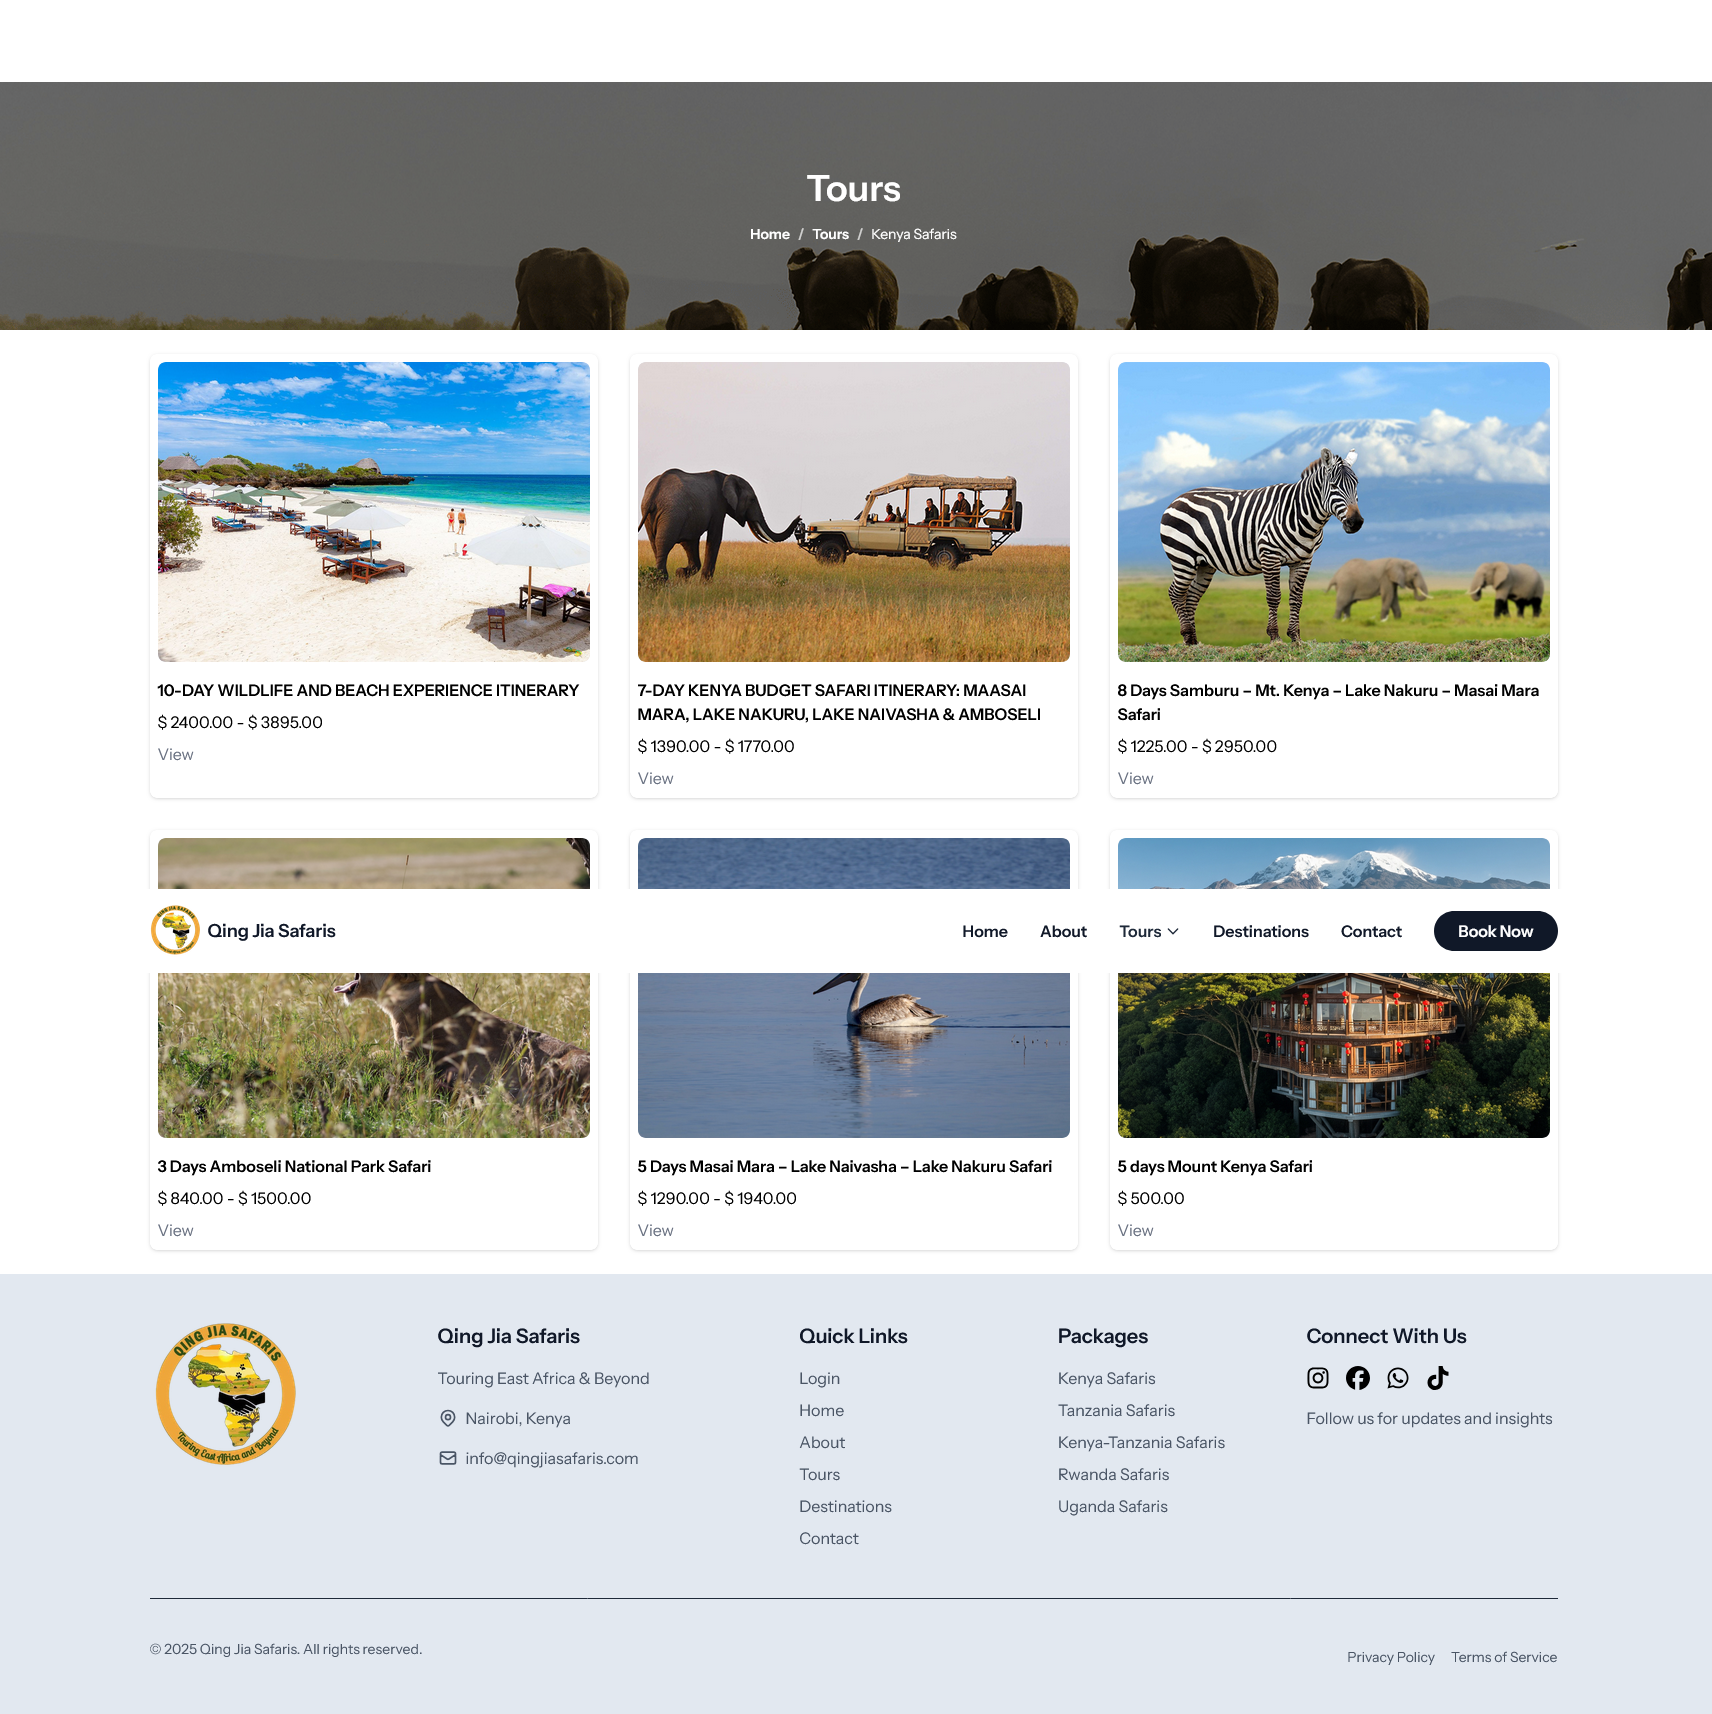 Tours
Home / Tours / Kenya Safaris
10-DAY WILDLIFE AND BEACH EXPERIENCE ITINERARY
$ 2400.00 - $ 3895.00
View
7-DAY KENYA BUDGET SAFARI ITINERARY: MAASAI
MARA, LAKE NAKURU, LAKE NAIVASHA & AMBOSELI
$ 1390.00 - $ 1770.00
View
8 Days Samburu – Mt. Kenya – Lake Nakuru – Masai Mara
Safari
$ 1225.00 - $ 2950.00
View
Qing Jia Safaris
Home
About
Tours
Destinations
Contact
Book Now
3 Days Amboseli National Park Safari
$ 840.00 - $ 1500.00
View
5 Days Masai Mara – Lake Naivasha – Lake Nakuru Safari
$ 1290.00 - $ 1940.00
View
5 days Mount Kenya Safari
$ 500.00
View
QING JIA SAFARIS
Touring East Africa and Beyond
Qing Jia Safaris
Touring East Africa & Beyond
Nairobi, Kenya
info@qingjiasafaris.com
Quick Links
Login
Home
About
Tours
Destinations
Contact
Packages
Kenya Safaris
Tanzania Safaris
Kenya-Tanzania Safaris
Rwanda Safaris
Uganda Safaris
Connect With Us
Follow us for updates and insights
© 2025 Qing Jia Safaris. All rights reserved.
Privacy Policy
Terms of Service